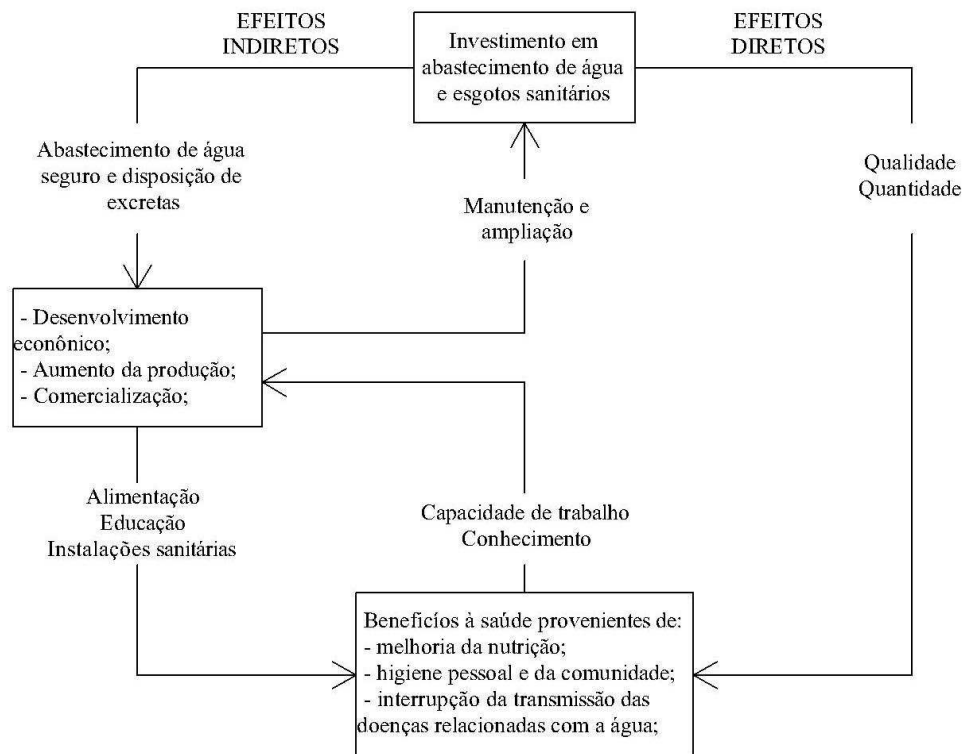 EFEITOS
INDIRETOS
Investimento em
abastecimento de água
e esgotos sanitários
EFEITOS
DIRETOS
Abastecimento de água
seguro e disposição de
excretas
Manutenção e
ampliação
Qualidade
Quantidade
- Desenvolvimento
econônico;
- Aumento da produção;
- Comercialização;
Alimentação
Educação
Instalações sanitárias
Capacidade de trabalho
Conhecimento
Benefícios à saúde provenientes de:
- melhoria da nutrição;
- higiene pessoal e da comunidade;
- interrupção da transmissão das
doenças relacionadas com a água;